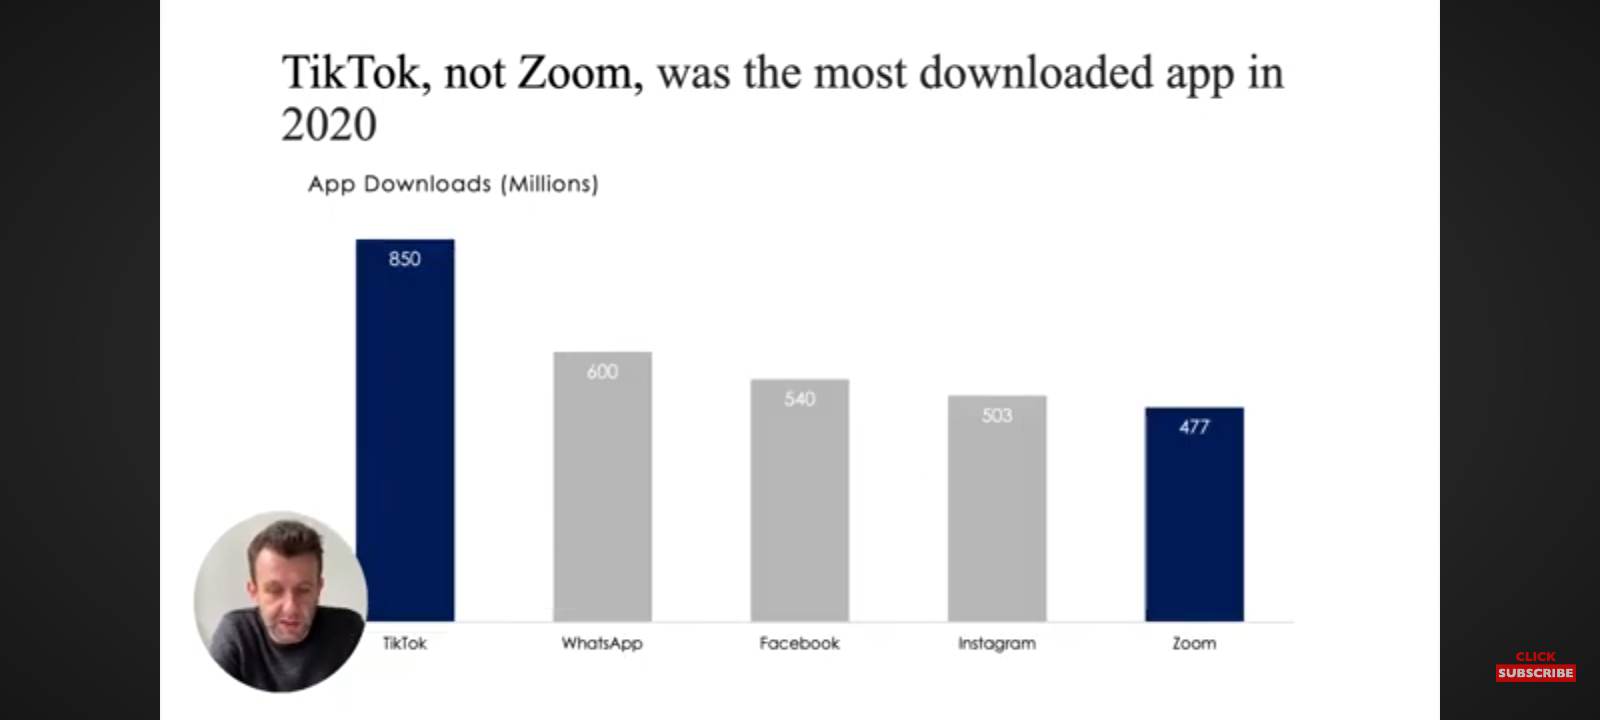 TikTok, not Zoom, was the most downloaded app in
2020
App Downloads (Millions)
850
600
540
503
477
TikTok
WhatsApp
Facebook
Instagram
Zoom
CLICK
SUBSCRIBE